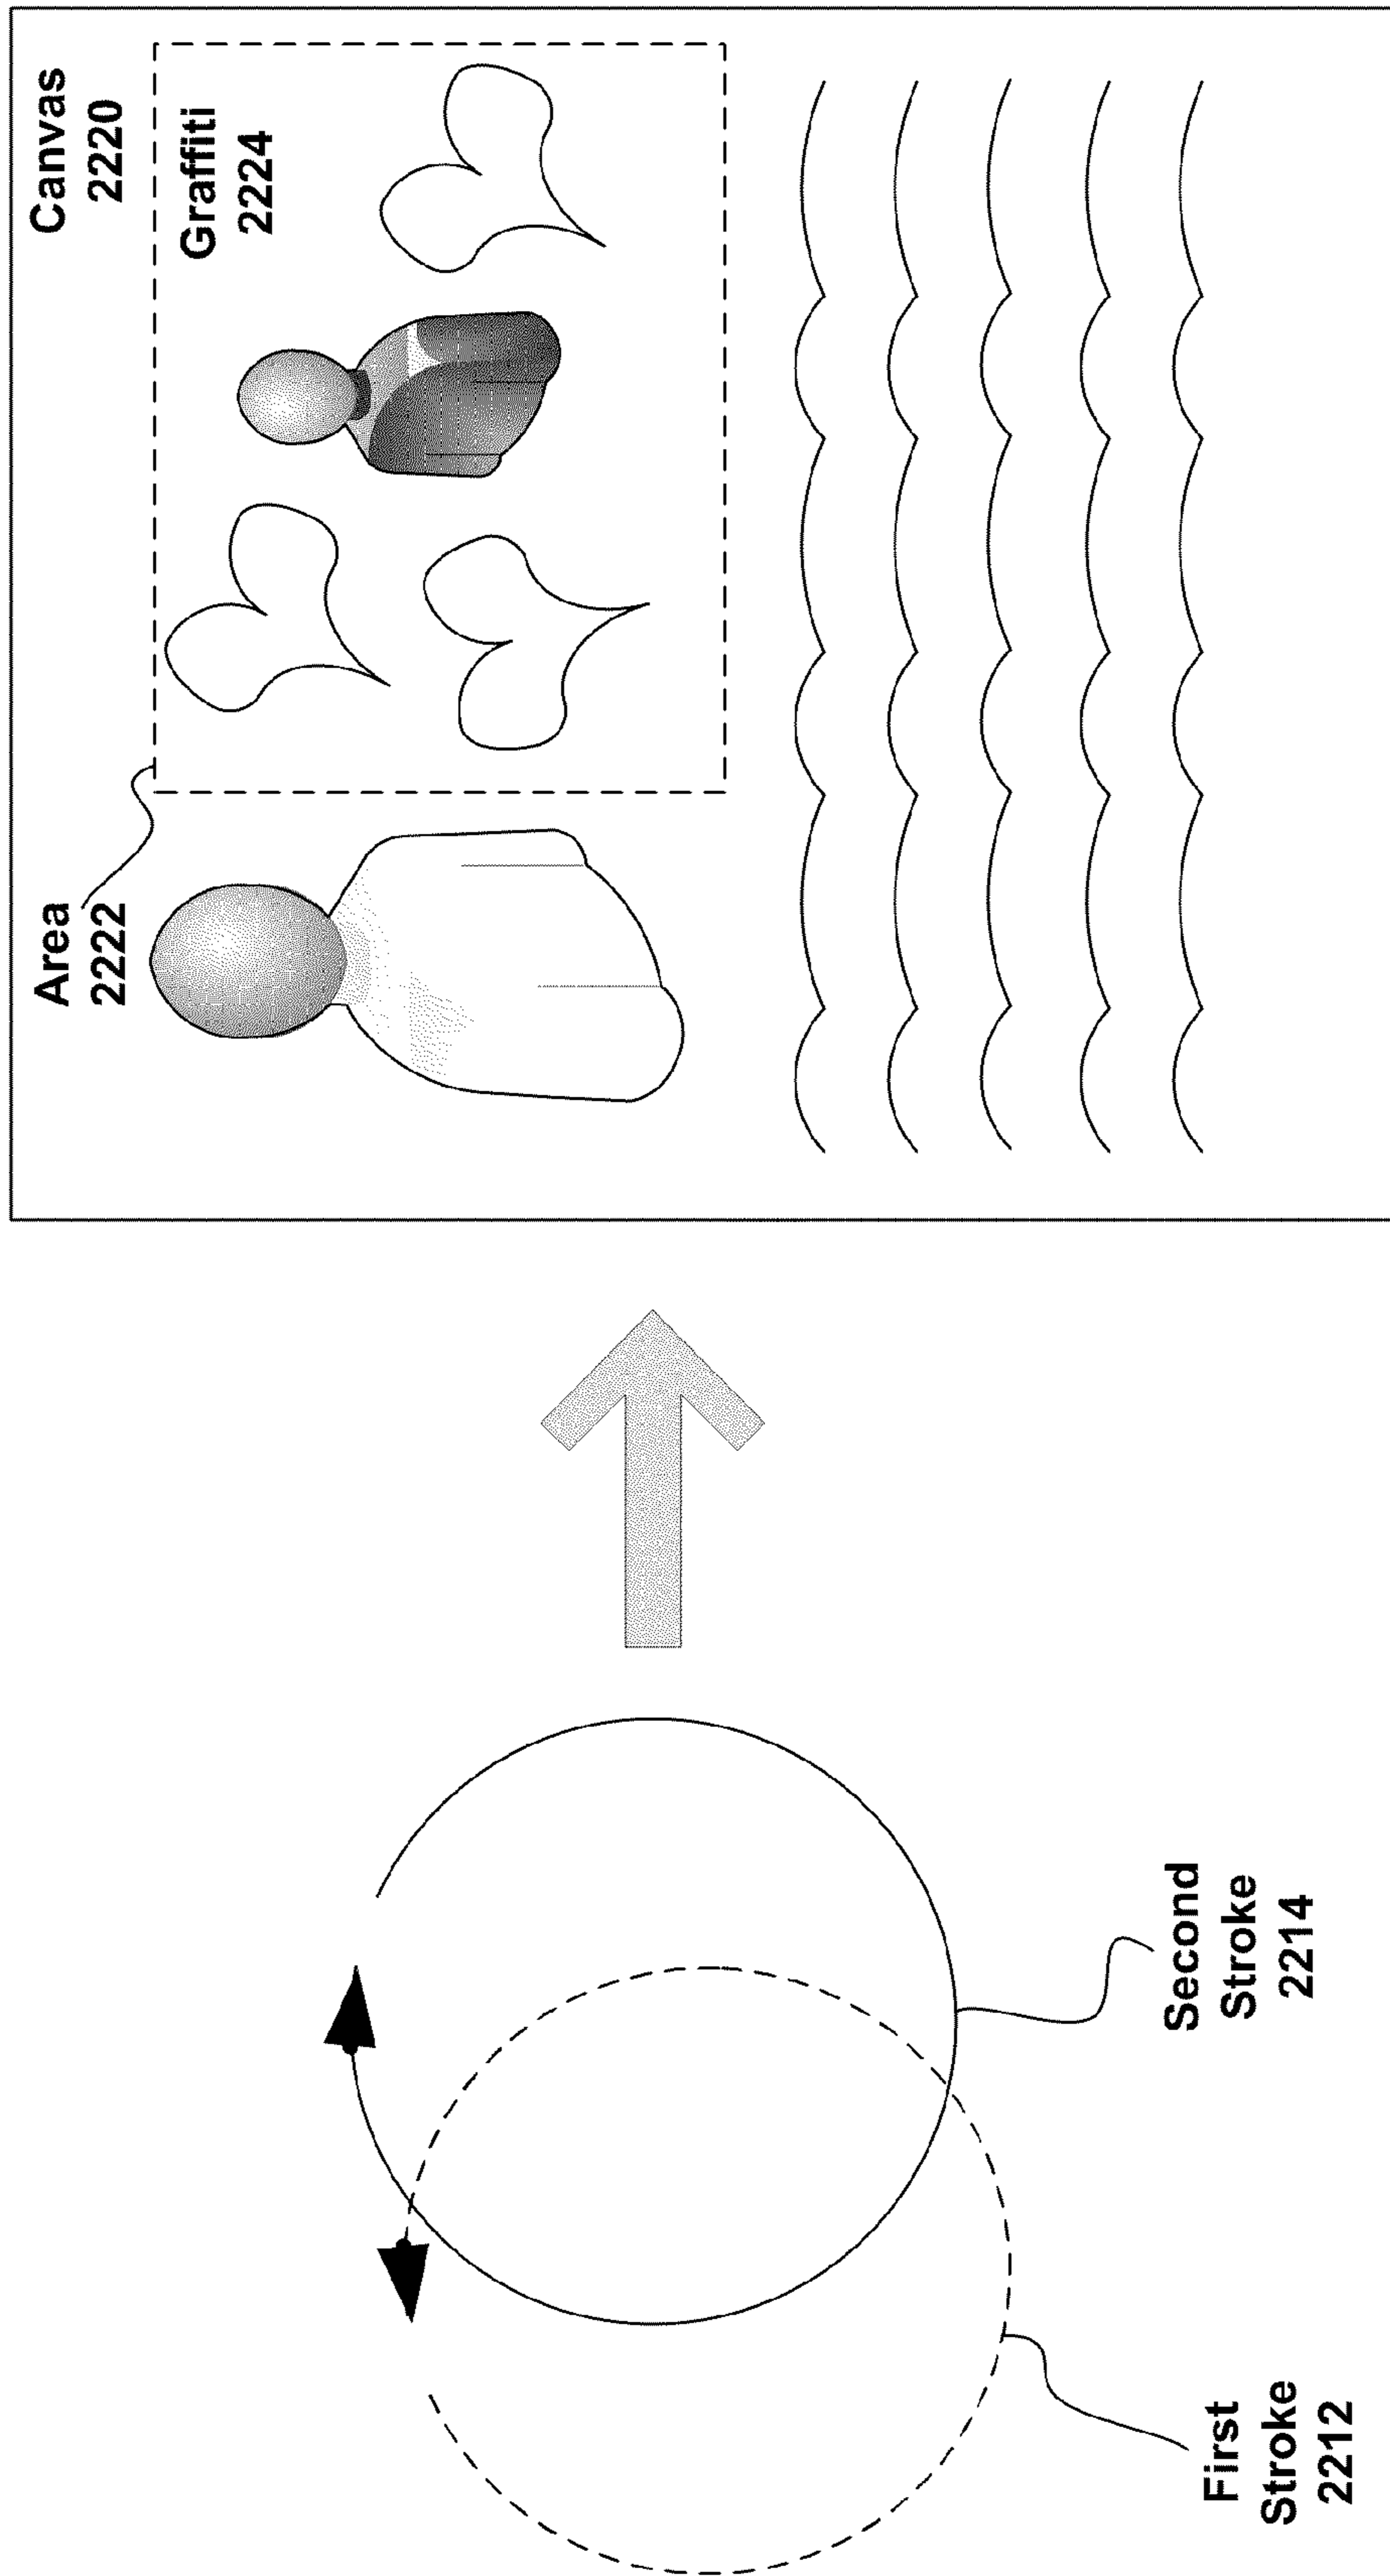 First
Stroke
2212
Second
Stroke
2214
Area
2222
Canvas
2220
Graffiti
2224